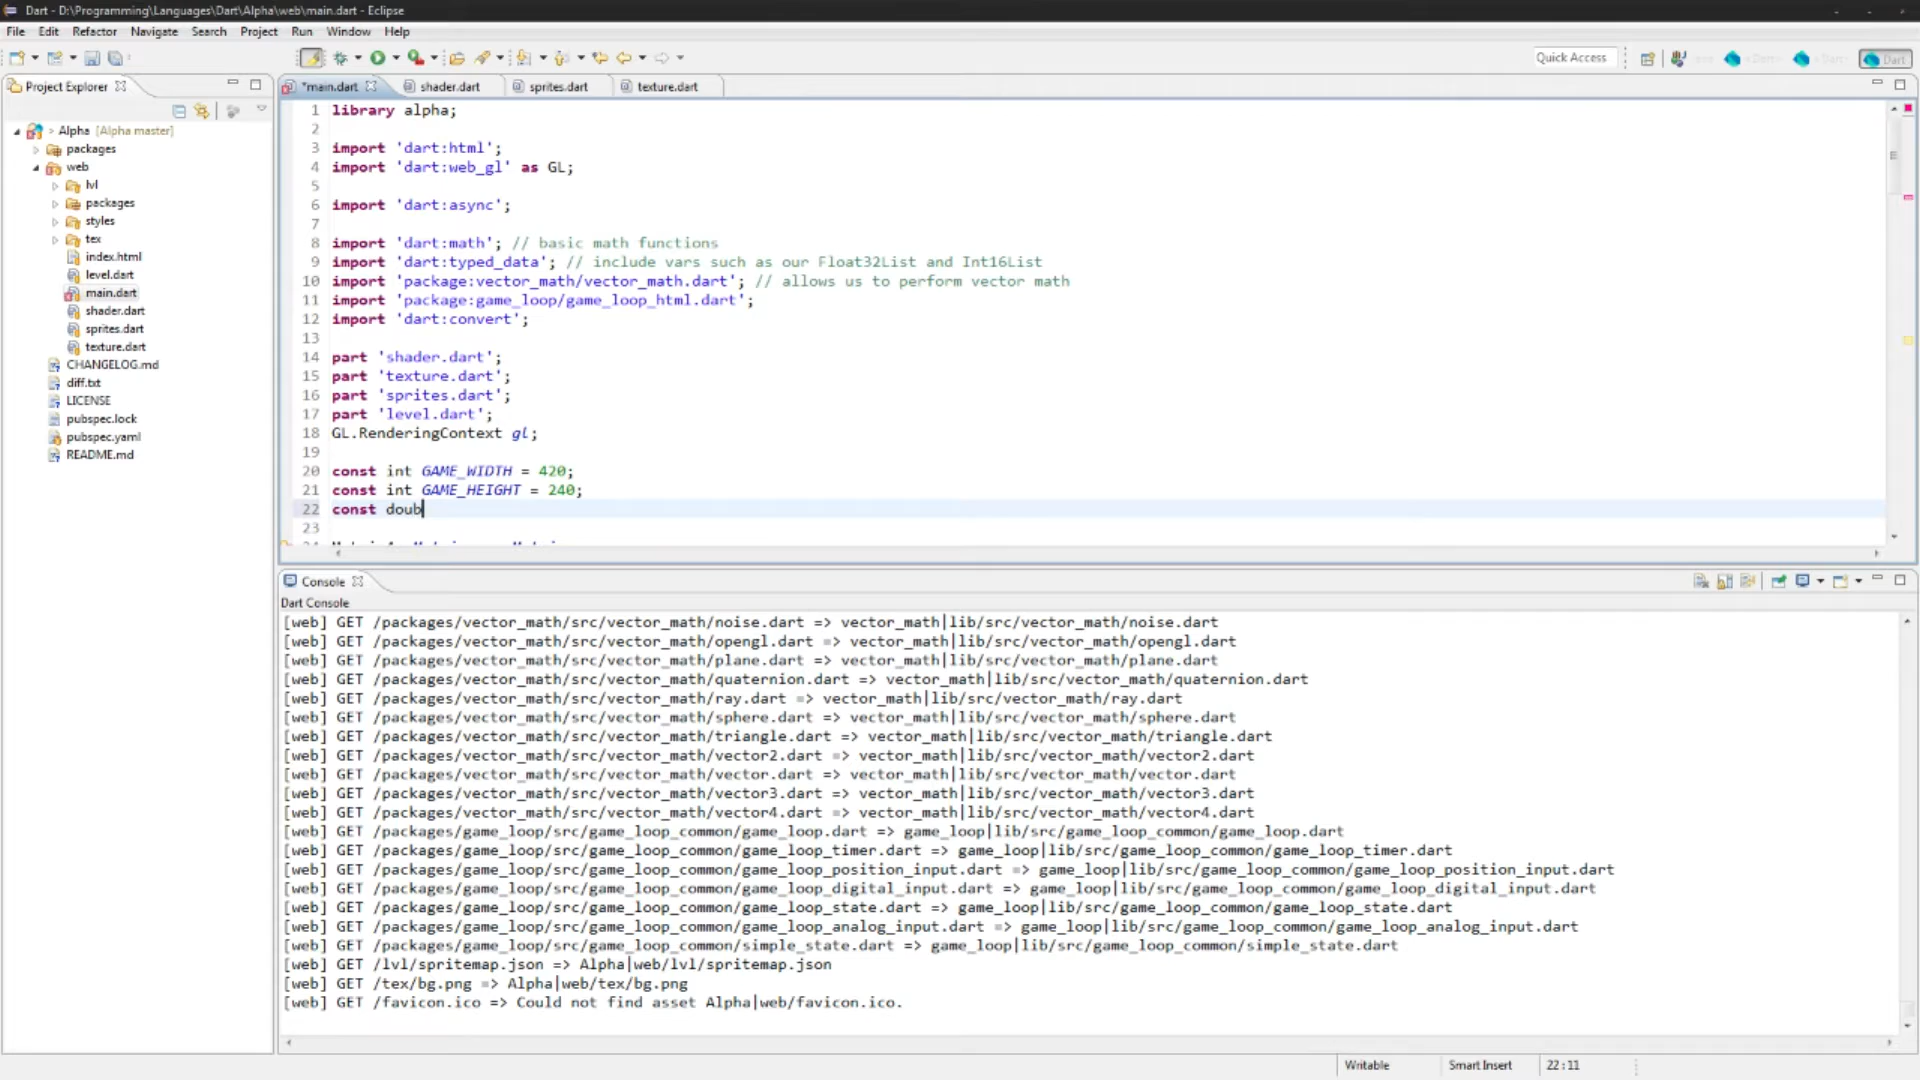 Dart - D:\Programming\Languages\Dart\Alpha\web\main.dart - Eclipse
File Edit Refactor Navigate Search Project Run Window Help
Quick Access
Dart
Project Explorer
> Alpha [Alpha master]
packages
web
lvl
packages
styles
tex
index.html
level.dart
main.dart
shader.dart
sprites.dart
texture.dart
CHANGELOG.md
diff.txt
LICENSE
pubspec.lock
pubspec.yaml
README.md
*main.dart shader.dart sprites.dart texture.dart
1 library alpha;
2
3 import 'dart:html';
4 import 'dart:web_gl' as GL;
5
6 import 'dart:async';
7
8 import 'dart:math'; // basic math functions
9 import 'dart:typed_data'; // include vars such as our Float32List and Int16List
10 import 'package:vector_math/vector_math.dart'; // allows us to perform vector math
11 import 'package:game_loop/game_loop_html.dart';
12 import 'dart:convert';
13
14 part 'shader.dart';
15 part 'texture.dart';
16 part 'sprites.dart';
17 part 'level.dart';
18 GL.RenderingContext gl;
19
20 const int GAME_WIDTH = 420;
21 const int GAME_HEIGHT = 240;
22 const doub
23
Console
Dart Console
[web] GET /packages/vector_math/src/vector_math/noise.dart => vector_math|lib/src/vector_math/noise.dart
[web] GET /packages/vector_math/src/vector_math/opengl.dart => vector_math|lib/src/vector_math/opengl.dart
[web] GET /packages/vector_math/src/vector_math/plane.dart => vector_math|lib/src/vector_math/plane.dart
[web] GET /packages/vector_math/src/vector_math/quaternion.dart => vector_math|lib/src/vector_math/quaternion.dart
[web] GET /packages/vector_math/src/vector_math/ray.dart => vector_math|lib/src/vector_math/ray.dart
[web] GET /packages/vector_math/src/vector_math/sphere.dart => vector_math|lib/src/vector_math/sphere.dart
[web] GET /packages/vector_math/src/vector_math/triangle.dart => vector_math|lib/src/vector_math/triangle.dart
[web] GET /packages/vector_math/src/vector_math/vector2.dart => vector_math|lib/src/vector_math/vector2.dart
[web] GET /packages/vector_math/src/vector_math/vector.dart => vector_math|lib/src/vector_math/vector.dart
[web] GET /packages/vector_math/src/vector_math/vector3.dart => vector_math|lib/src/vector_math/vector3.dart
[web] GET /packages/vector_math/src/vector_math/vector4.dart => vector_math|lib/src/vector_math/vector4.dart
[web] GET /packages/game_loop/src/game_loop_common/game_loop.dart => game_loop|lib/src/game_loop_common/game_loop.dart
[web] GET /packages/game_loop/src/game_loop_common/game_loop_timer.dart => game_loop|lib/src/game_loop_common/game_loop_timer.dart
[web] GET /packages/game_loop/src/game_loop_common/game_loop_position_input.dart => game_loop|lib/src/game_loop_common/game_loop_position_input.dart
[web] GET /packages/game_loop/src/game_loop_common/game_loop_digital_input.dart => game_loop|lib/src/game_loop_common/game_loop_digital_input.dart
[web] GET /packages/game_loop/src/game_loop_common/game_loop_state.dart => game_loop|lib/src/game_loop_common/game_loop_state.dart
[web] GET /packages/game_loop/src/game_loop_common/game_loop_analog_input.dart => game_loop|lib/src/game_loop_common/game_loop_analog_input.dart
[web] GET /packages/game_loop/src/game_loop_common/simple_state.dart => game_loop|lib/src/game_loop_common/simple_state.dart
[web] GET /lvl/spritemap.json => Alpha|web/lvl/spritemap.json
[web] GET /tex/bg.png => Alpha|web/tex/bg.png
[web] GET /favicon.ico => Could not find asset Alpha|web/favicon.ico.
Writable Smart Insert 22:11